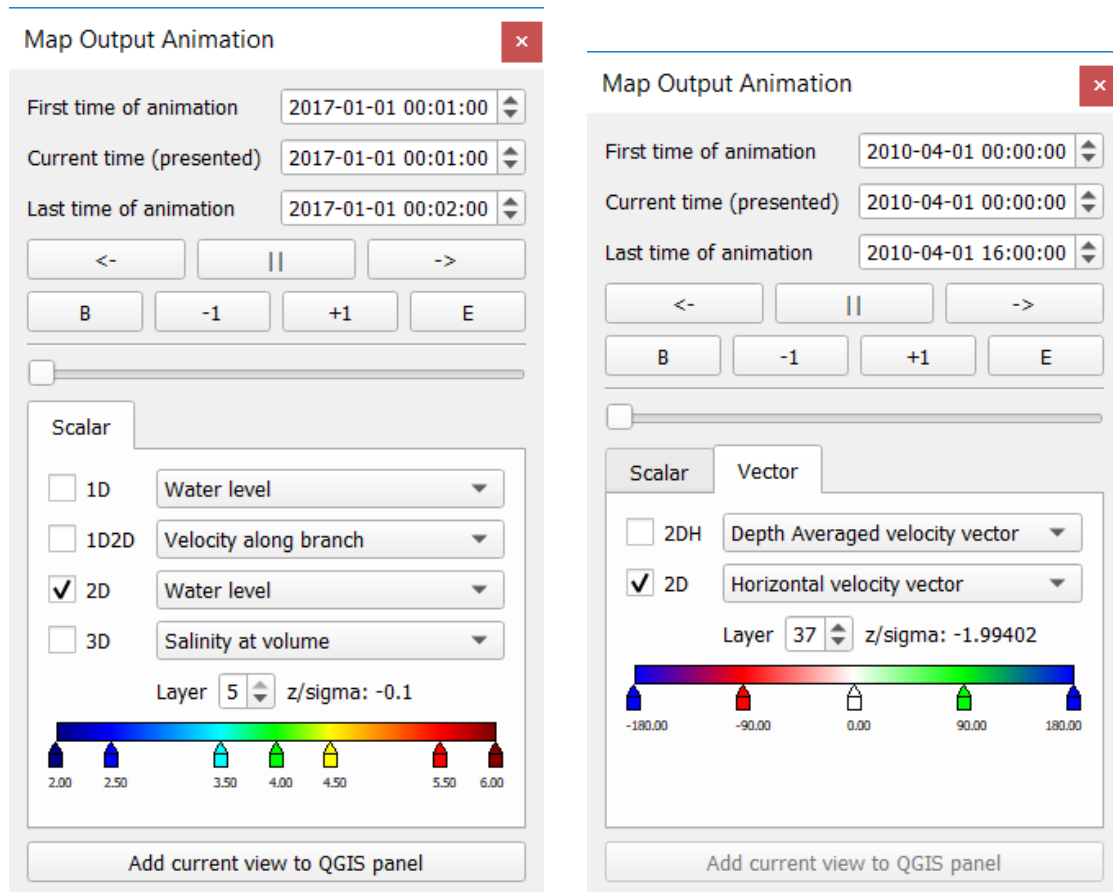 Map Output Animation
×
First time of animation 2017-01-01 00:01:00
Current time (presented) 2017-01-01 00:01:00
Last time of animation 2017-01-01 00:02:00
<- || ->
B -1 +1 E
Scalar
1D Water level
1D2D Velocity along branch
2D Water level
3D Salinity at volume
Layer 5 z/sigma: -0.1
2.00 2.50 3.50 4.00 4.50 5.50 6.00
Add current view to QGIS panel
Map Output Animation
×
First time of animation 2010-04-01 00:00:00
Current time (presented) 2010-04-01 00:00:00
Last time of animation 2010-04-01 16:00:00
<- || ->
B -1 +1 E
Scalar Vector
2DH Depth Averaged velocity vector
2D Horizontal velocity vector
Layer 37 z/sigma: -1.99402
-180.00 -90.00 0.00 90.00 180.00
Add current view to QGIS panel